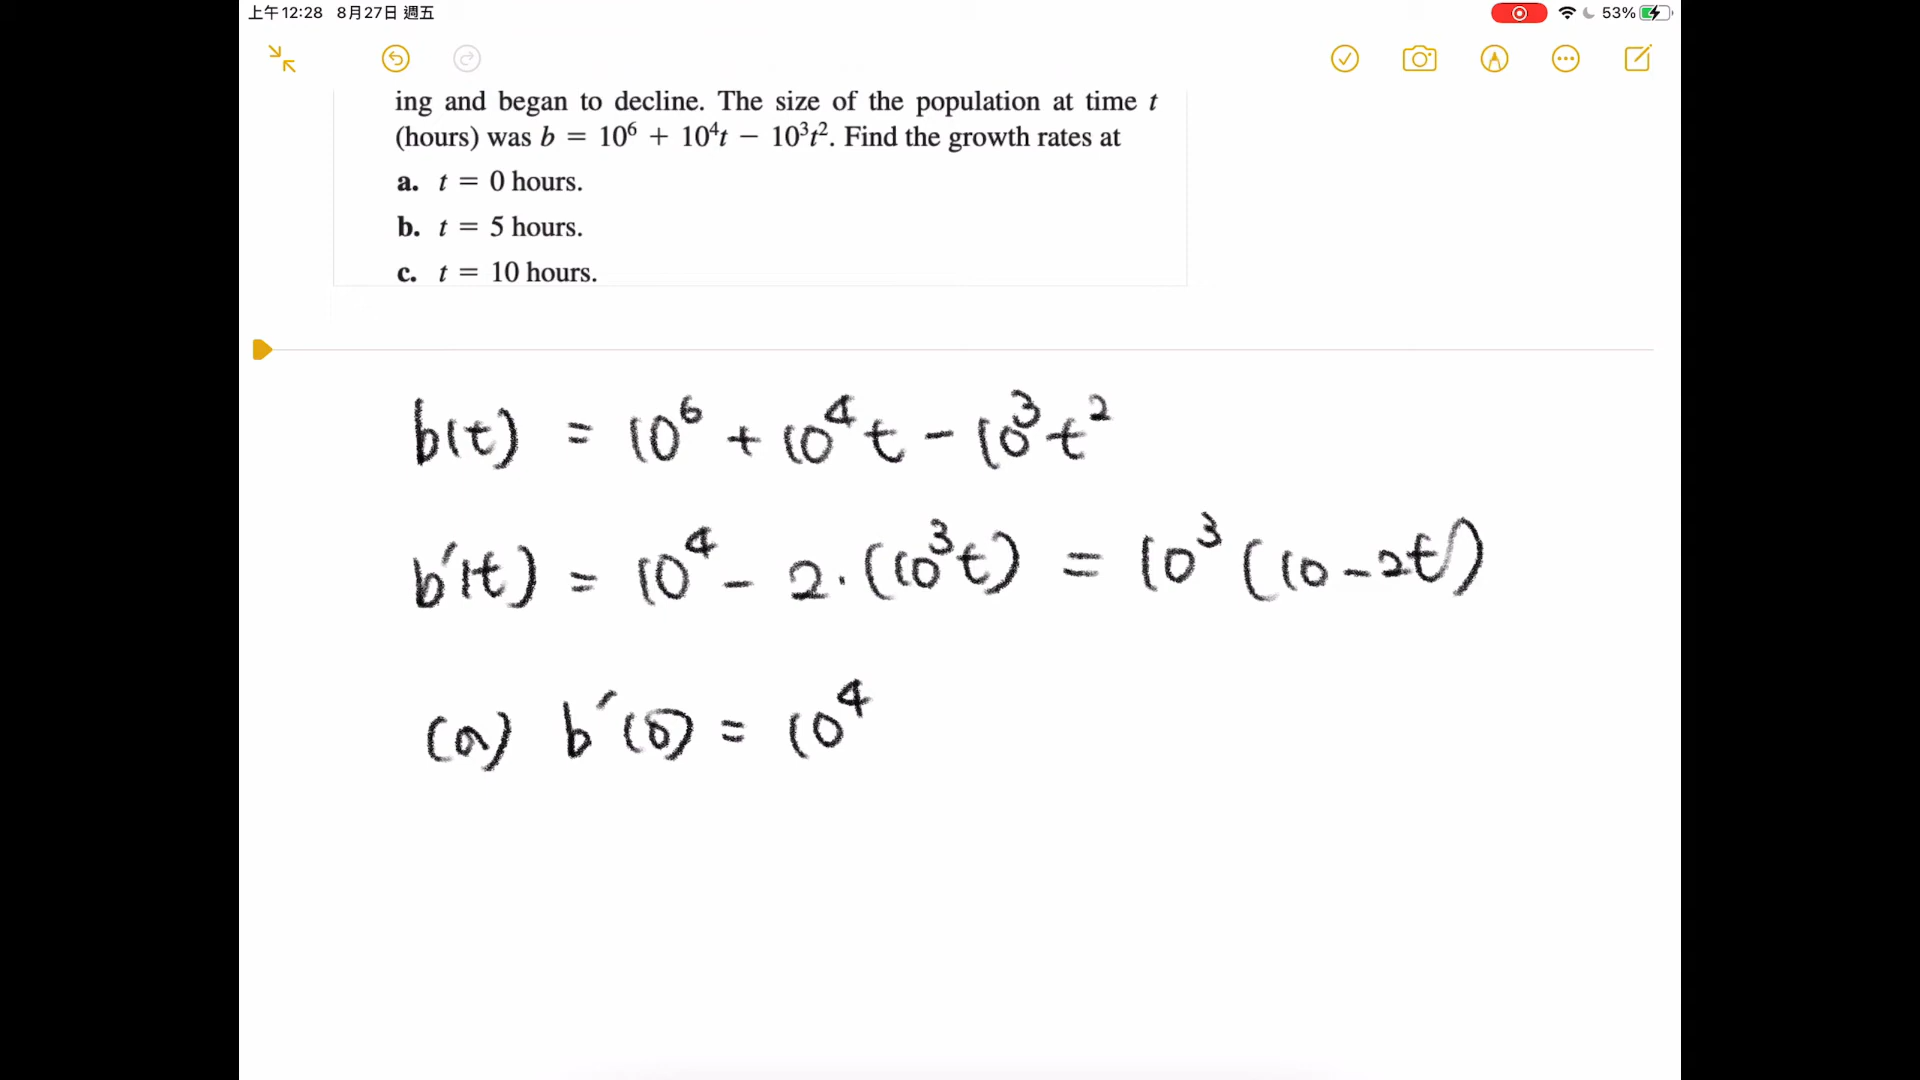 上午12:28 8月27日 週五 53%
ing and began to decline. The size of the population at time t
(hours) was b = 10⁶ + 10⁴t − 10³t². Find the growth rates at
a. t = 0 hours.
b. t = 5 hours.
c. t = 10 hours.
b(t) = 10⁶ + 10⁴t - 10³t²
b′(t) = 10⁴ - 2·(10³t) = 10³(10-2t)
(a) b′(0) = 10⁴